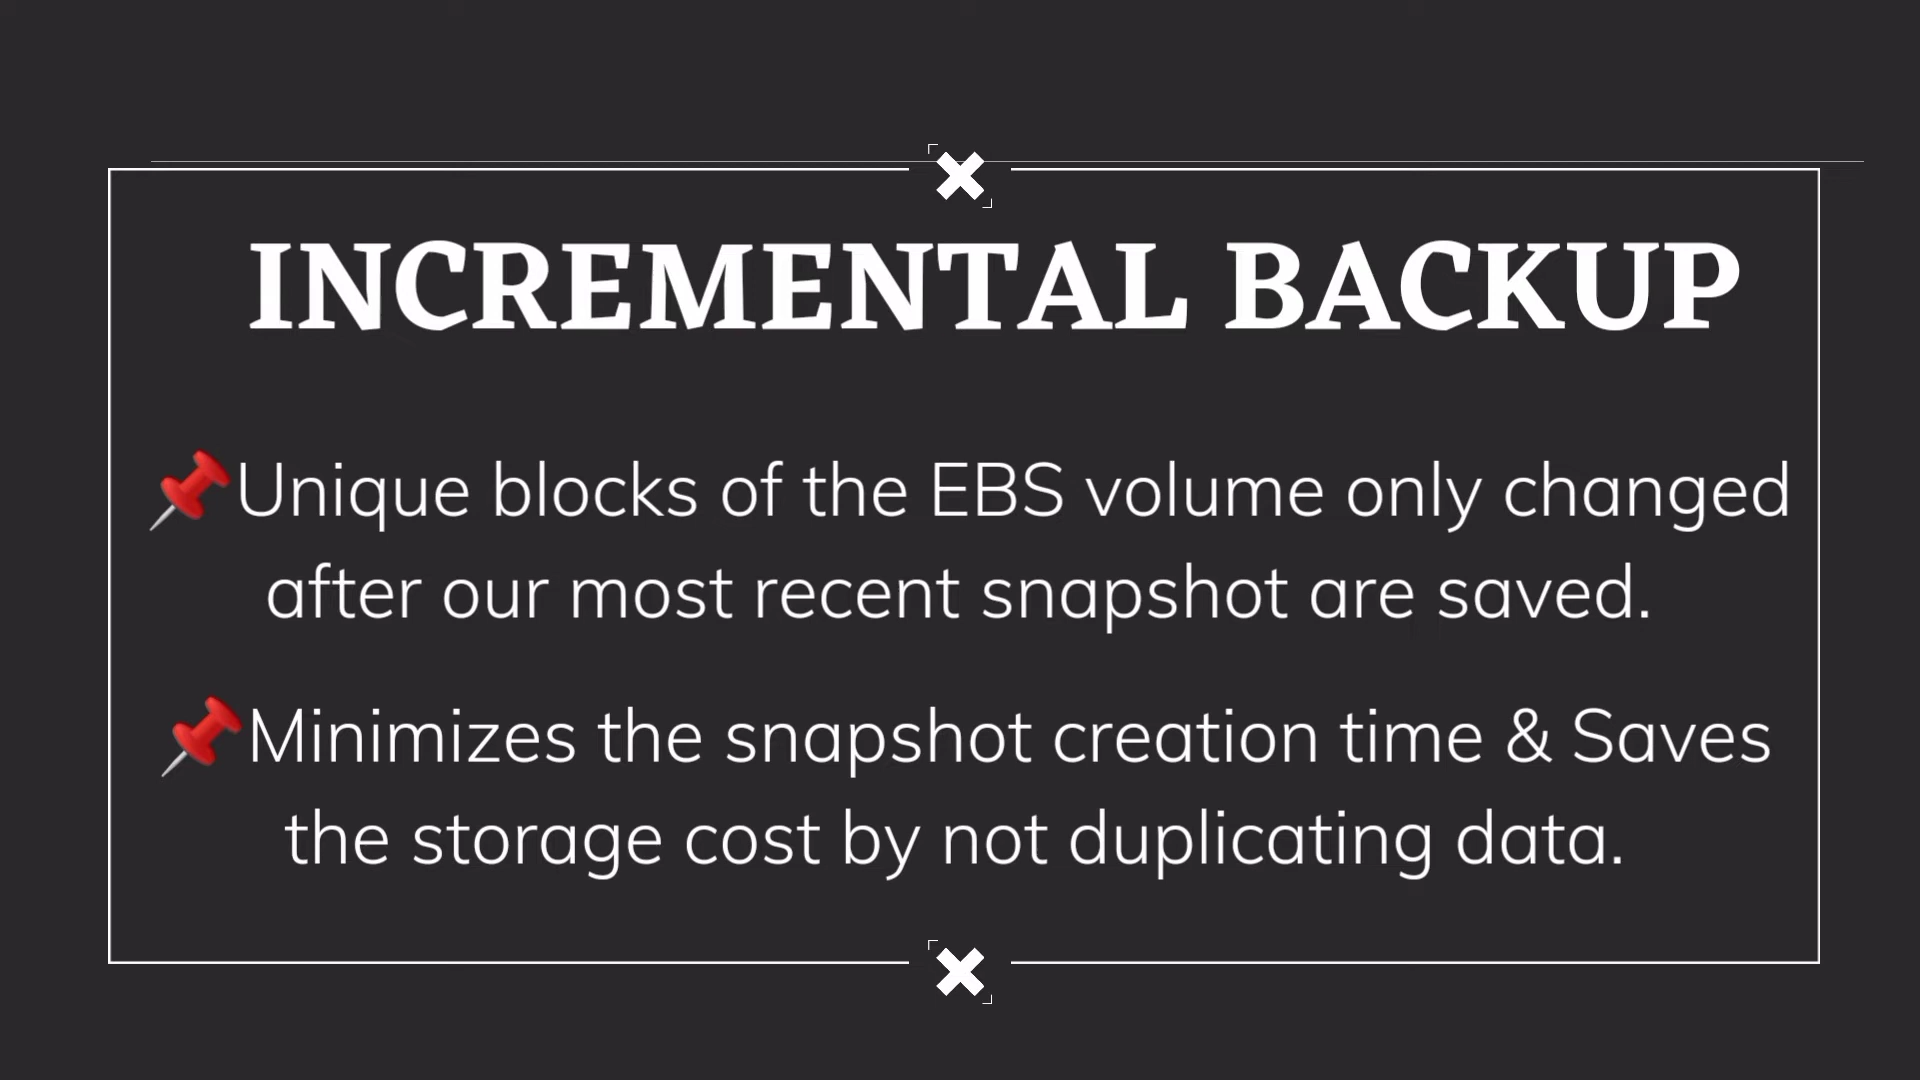 INCREMENTAL BACKUP
📌Unique blocks of the EBS volume only changed
after our most recent snapshot are saved.
📌Minimizes the snapshot creation time & Saves
the storage cost by not duplicating data.